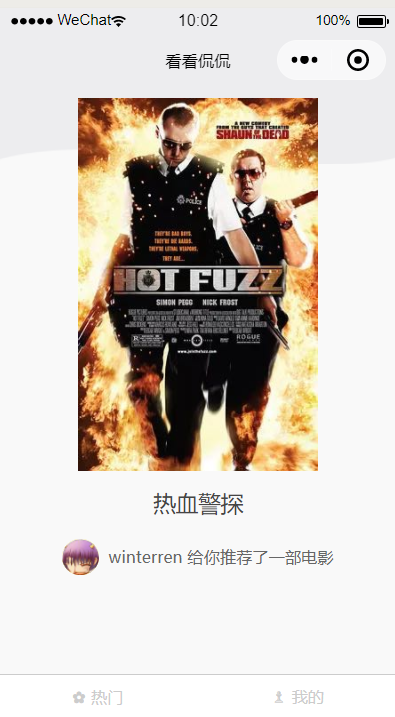 WeChat 10:02 100%
看看侃侃
A NEW COMEDY
FROM THE GUYS THAT CREATED
SHAUN OF THE DEAD
POLICE
THEY'RE BAD BOYS.
THEY'RE DIE HARDS.
THEY'RE LETHAL WEAPONS.
THEY ARE...
HOT FUZZ
SIMON PEGG NICK FROST
R
ROGUE
www.jointhefuzz.com
热血警探
winterren 给你推荐了一部电影
热门 我的